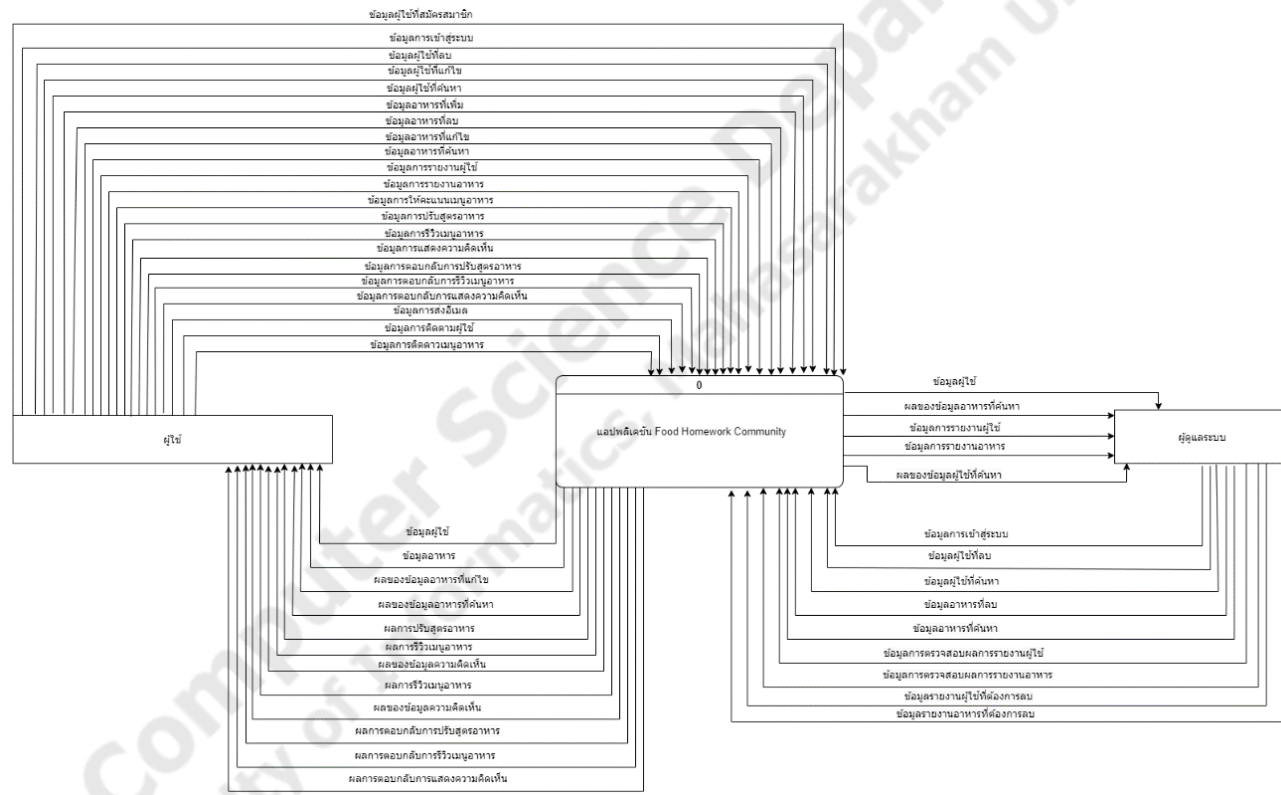 ข้อมูลผู้ใช้ที่สมัครสมาชิก
ข้อมูลการเข้าสู่ระบบ
ข้อมูลผู้ใช้ที่ลบ
ข้อมูลผู้ใช้ที่แก้ไข
ข้อมูลผู้ใช้ที่ค้นหา
ข้อมูลอาหารที่เพิ่ม
ข้อมูลอาหารที่ลบ
ข้อมูลอาหารที่แก้ไข
ข้อมูลอาหารที่ค้นหา
ข้อมูลการรายงานผู้ใช้
ข้อมูลการรายงานอาหาร
ข้อมูลการให้คะแนนเมนูอาหาร
ข้อมูลการปรับสูตรอาหาร
ข้อมูลการรีวิวเมนูอาหาร
ข้อมูลการแสดงความคิดเห็น
ข้อมูลการตอบกลับการปรับสูตรอาหาร
ข้อมูลการตอบกลับการรีวิวเมนูอาหาร
ข้อมูลการตอบกลับการแสดงความคิดเห็น
ข้อมูลการส่งอีเมล
ข้อมูลการติดตามผู้ใช้
ข้อมูลการติดดาวเมนูอาหาร
ผู้ใช้
0
แอปพลิเคชัน Food Homework Community
ข้อมูลผู้ใช้
ผลของข้อมูลอาหารที่ค้นหา
ข้อมูลการรายงานผู้ใช้
ข้อมูลการรายงานอาหาร
ผลของข้อมูลผู้ใช้ที่ค้นหา
ผู้ดูแลระบบ
ข้อมูลผู้ใช้
ข้อมูลอาหาร
ผลของข้อมูลอาหารที่แก้ไข
ผลของข้อมูลอาหารที่ค้นหา
ผลการปรับสูตรอาหาร
ผลการรีวิวเมนูอาหาร
ผลของข้อมูลความคิดเห็น
ผลการรีวิวเมนูอาหาร
ผลของข้อมูลความคิดเห็น
ผลการตอบกลับการปรับสูตรอาหาร
ผลการตอบกลับการรีวิวเมนูอาหาร
ผลการตอบกลับการแสดงความคิดเห็น
ข้อมูลการเข้าสู่ระบบ
ข้อมูลผู้ใช้ที่ลบ
ข้อมูลผู้ใช้ที่ค้นหา
ข้อมูลอาหารที่ลบ
ข้อมูลอาหารที่ค้นหา
ข้อมูลการตรวจสอบผลการรายงานผู้ใช้
ข้อมูลการตรวจสอบผลการรายงานอาหาร
ข้อมูลรายงานผู้ใช้ที่ต้องการลบ
ข้อมูลรายงานอาหารที่ต้องการลบ
Computer Science Depar
ty of Informatics, Mahasarakham U